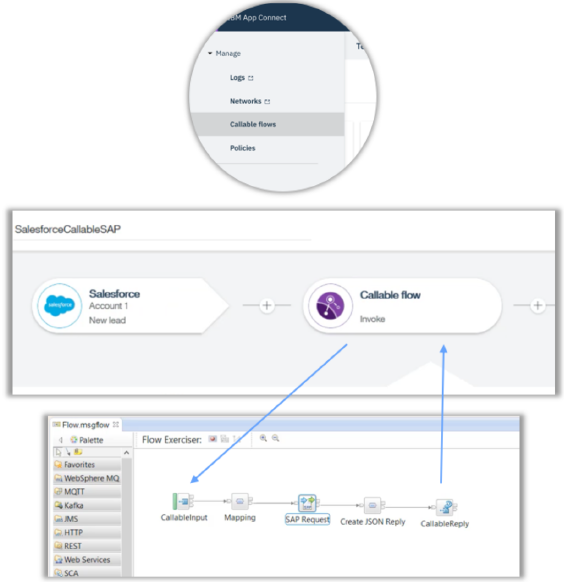 IBM App Connect
Manage
Logs
Networks
Callable flows
Policies
SalesforceCallableSAP
salesforce
Salesforce
Account 1
New lead
Callable flow
Invoke
Flow.msgflow
Palette
Flow Exerciser:
Favorites
WebSphere MQ
MQTT
Kafka
JMS
HTTP
REST
Web Services
SCA
CallableInput
Mapping
SAP Request
Create JSON Reply
CallableReply